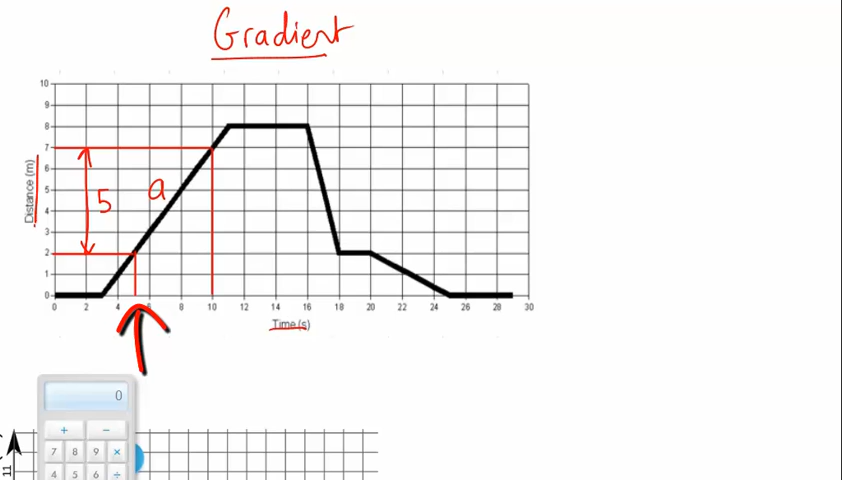 Gradient
10
9
8
7
6
5
4
3
2
1
0
Distance (m)
5
a
0 2 4 6 8 10 12 14 16 18 20 22 24 26 28 30
Time (s)
0
+ −
7 8 9 ×
4 5 6 ÷
11